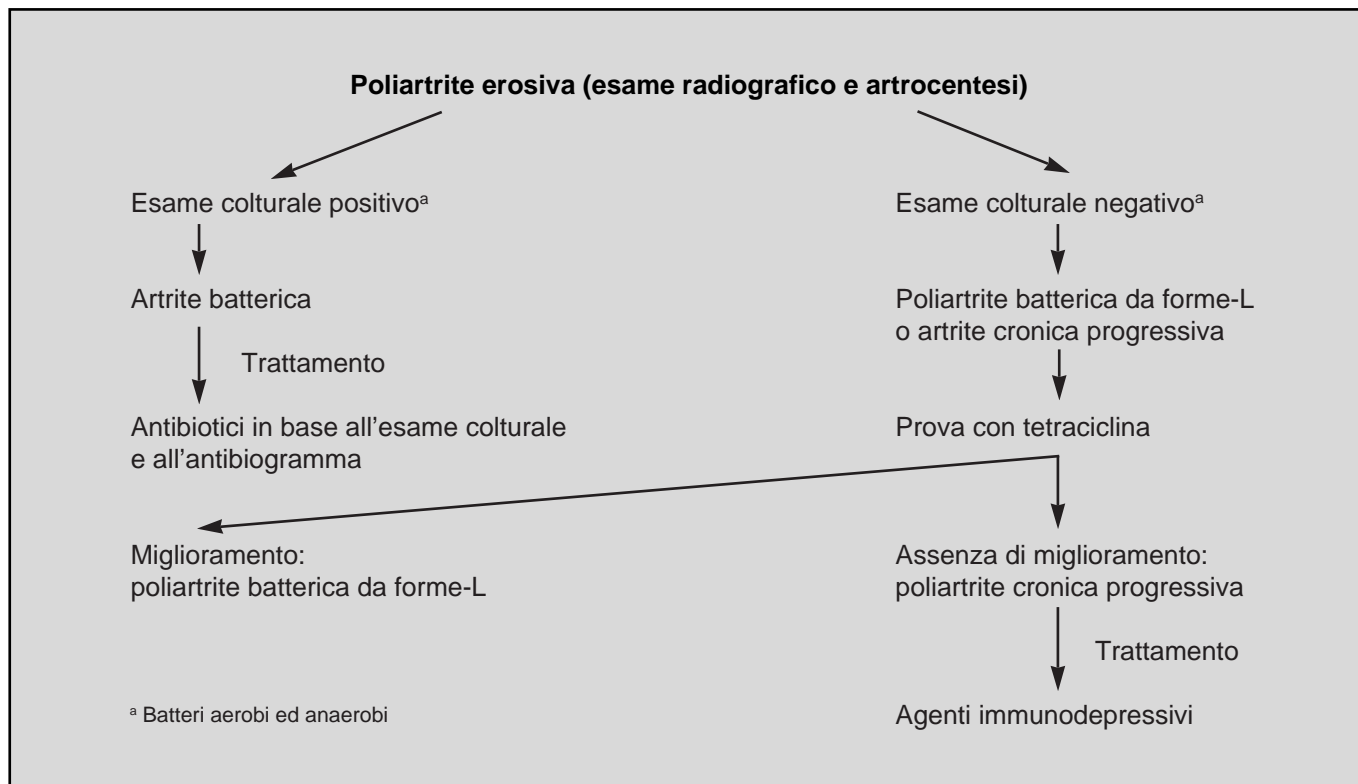 Poliartrite erosiva (esame radiografico e artrocentesi)
Esame colturale positivoᵃ
Esame colturale negativoᵃ
Artrite batterica
Poliartrite batterica da forme-L
o artrite cronica progressiva
Trattamento
Antibiotici in base all’esame colturale
e all’antibiogramma
Prova con tetraciclina
Miglioramento:
poliartrite batterica da forme-L
Assenza di miglioramento:
poliartrite cronica progressiva
Trattamento
ᵃ Batteri aerobi ed anaerobi
Agenti immunodepressivi